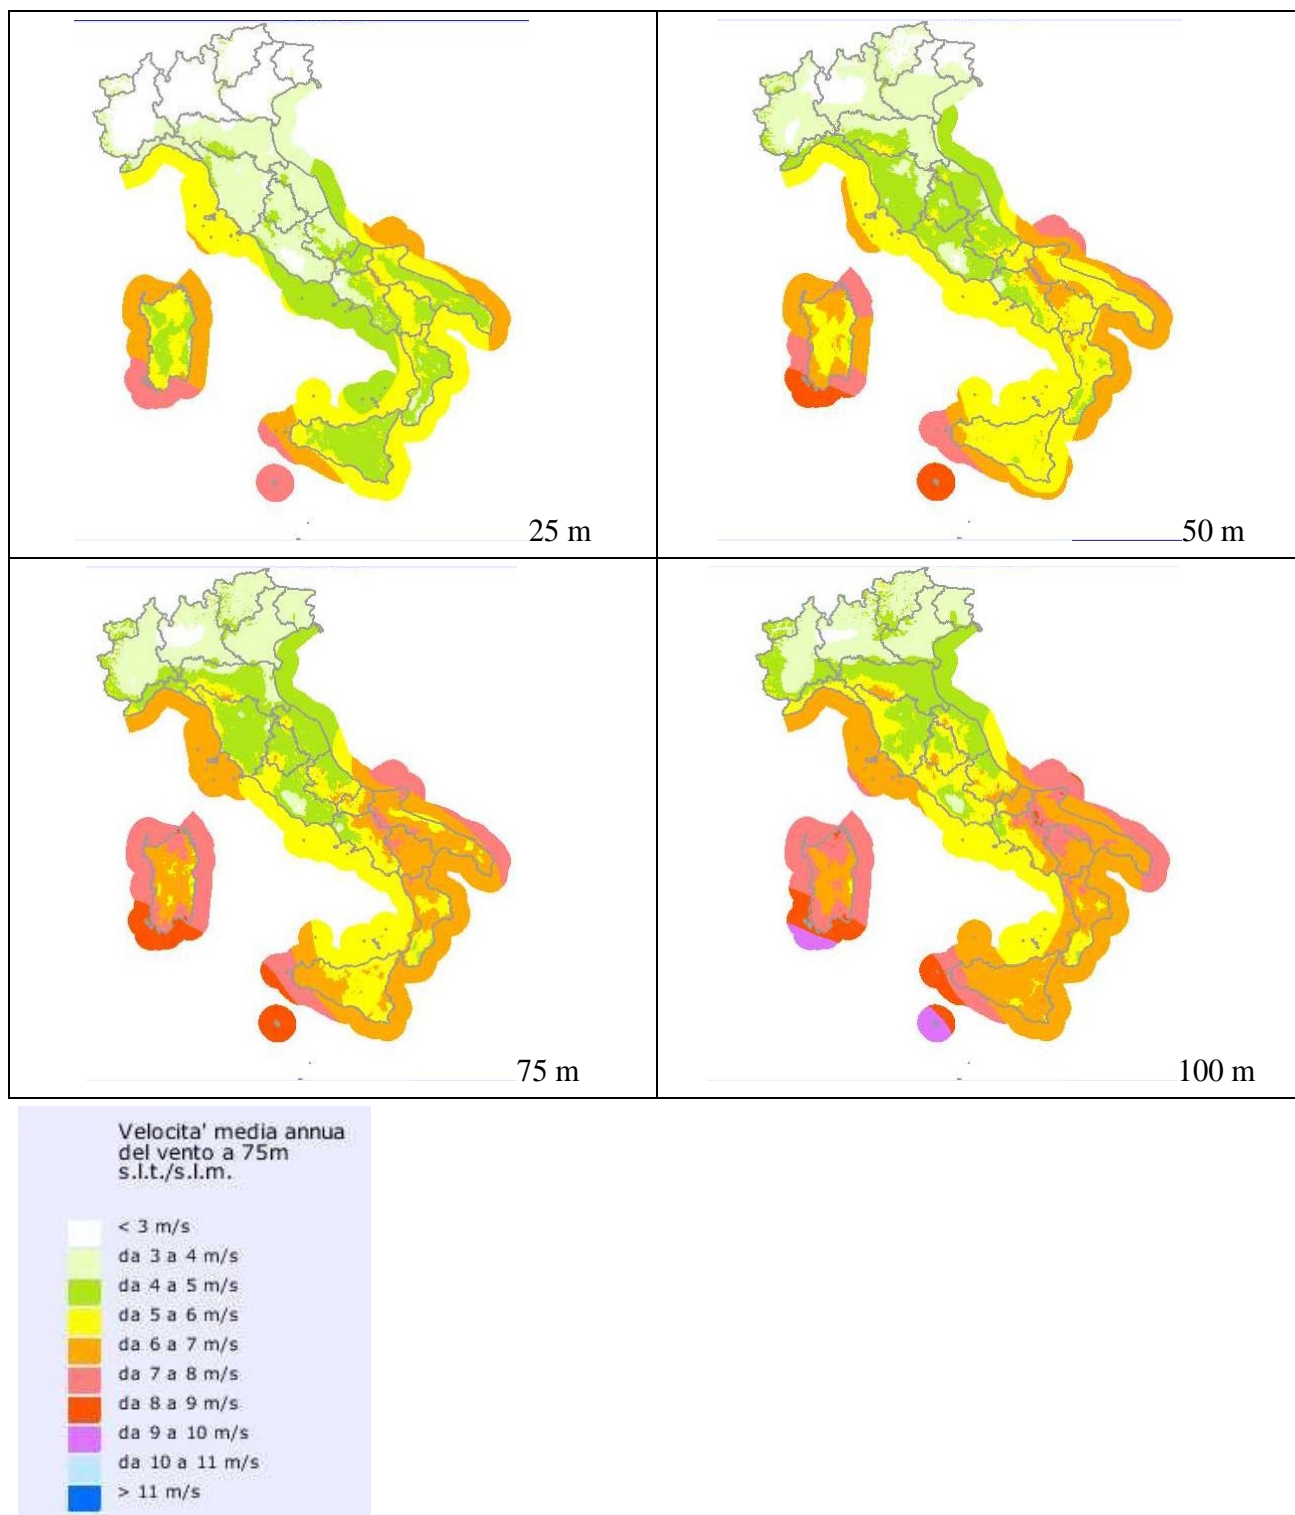 25 m
50 m
75 m
100 m
Velocita' media annua
del vento a 75m
s.l.t./s.l.m.
< 3 m/s
da 3 a 4 m/s
da 4 a 5 m/s
da 5 a 6 m/s
da 6 a 7 m/s
da 7 a 8 m/s
da 8 a 9 m/s
da 9 a 10 m/s
da 10 a 11 m/s
> 11 m/s